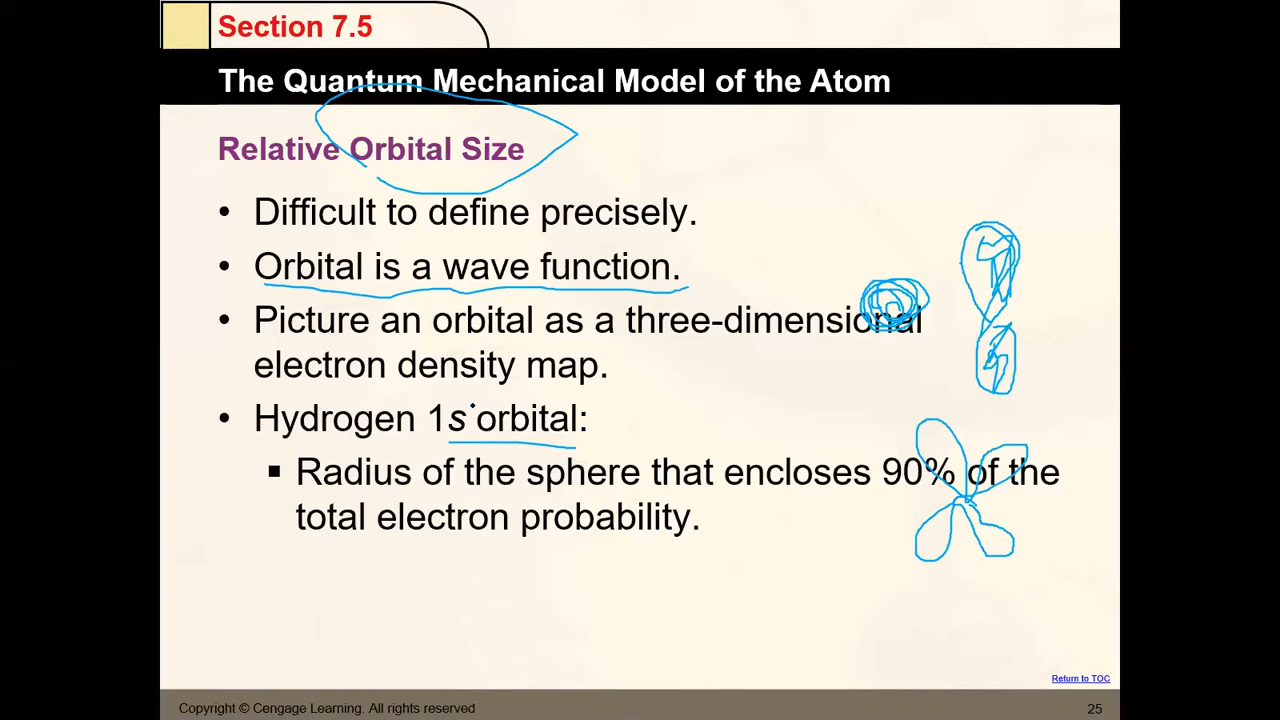 Section 7.5
The Quantum Mechanical Model of the Atom
Relative Orbital Size
• Difficult to define precisely.
• Orbital is a wave function.
• Picture an orbital as a three-dimensional
electron density map.
• Hydrogen 1s orbital:
▪ Radius of the sphere that encloses 90% of the
total electron probability.
Return to TOC
Copyright © Cengage Learning. All rights reserved
25